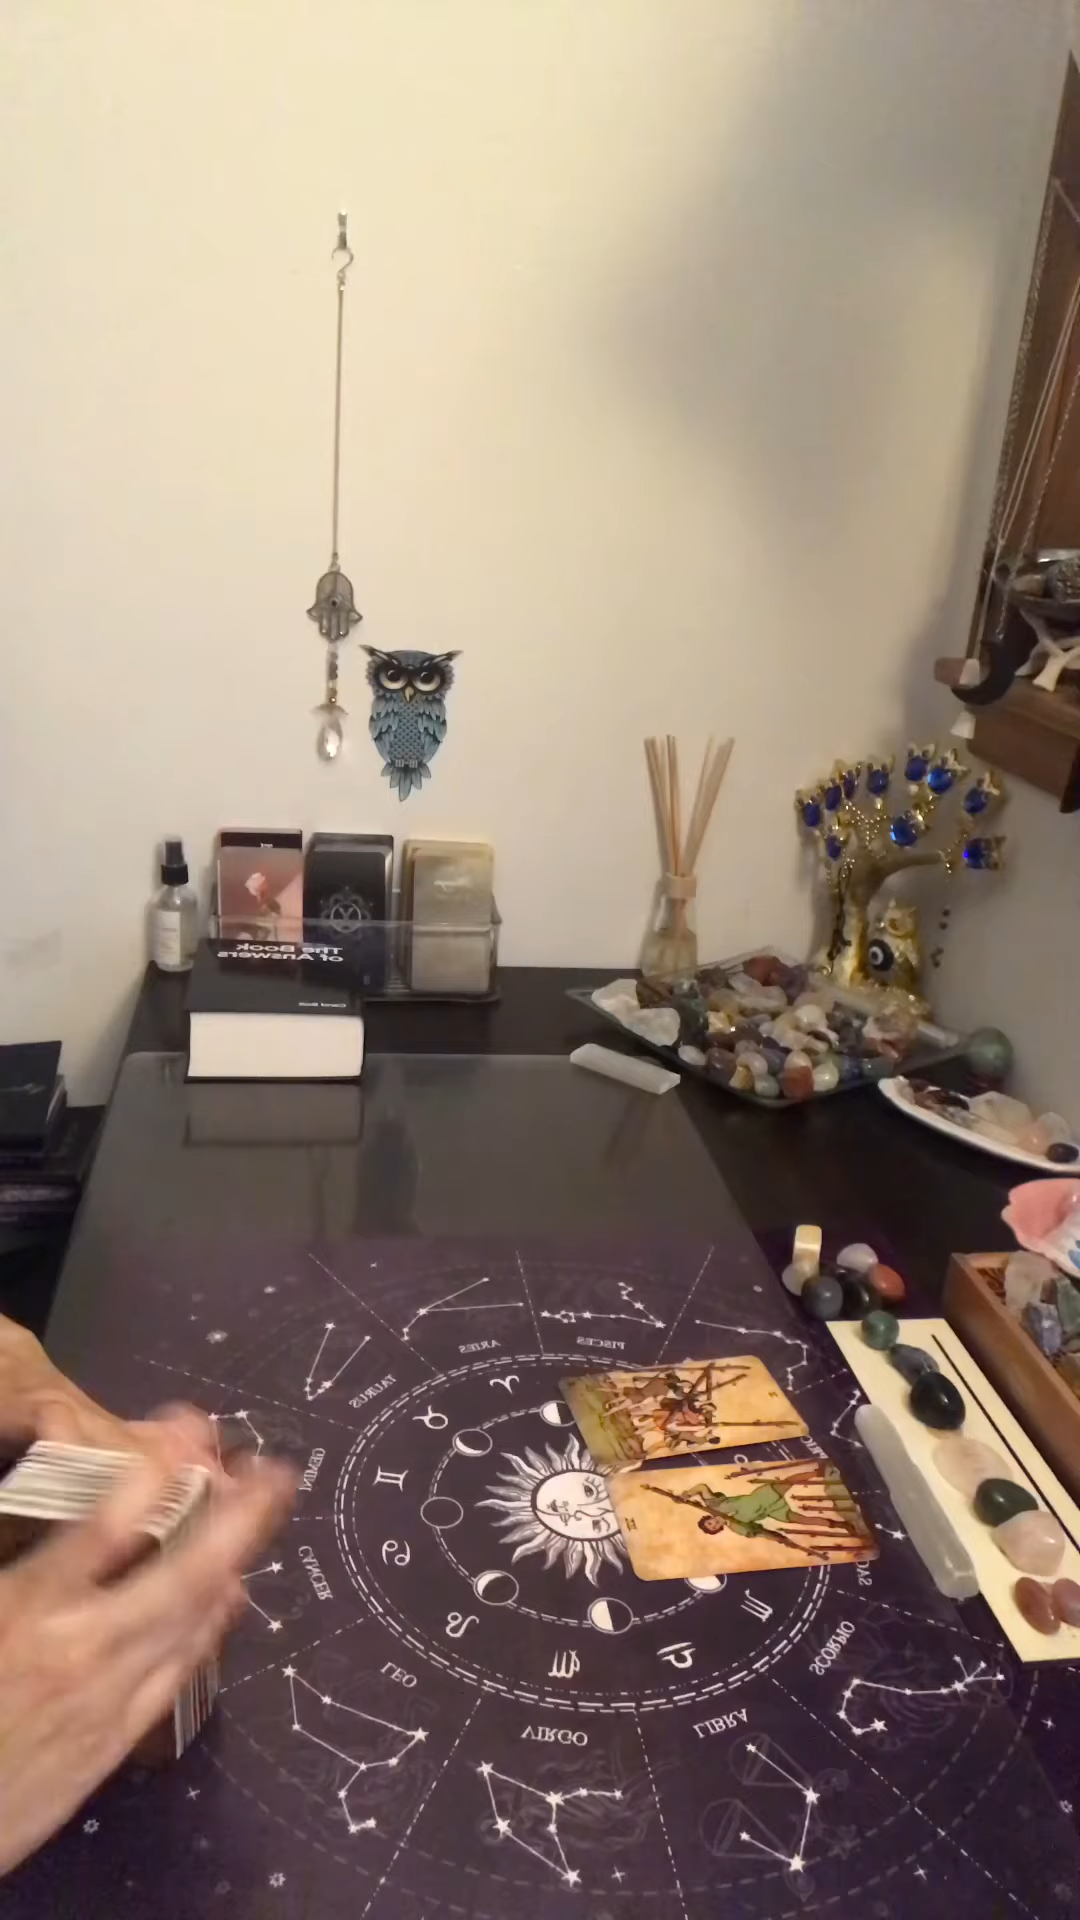 The Book
of Answers
Carol Bolt
ARIES
PISCES
TAURUS
GEMINI
CANCER
LEO
VIRGO
LIBRA
SCORPIO